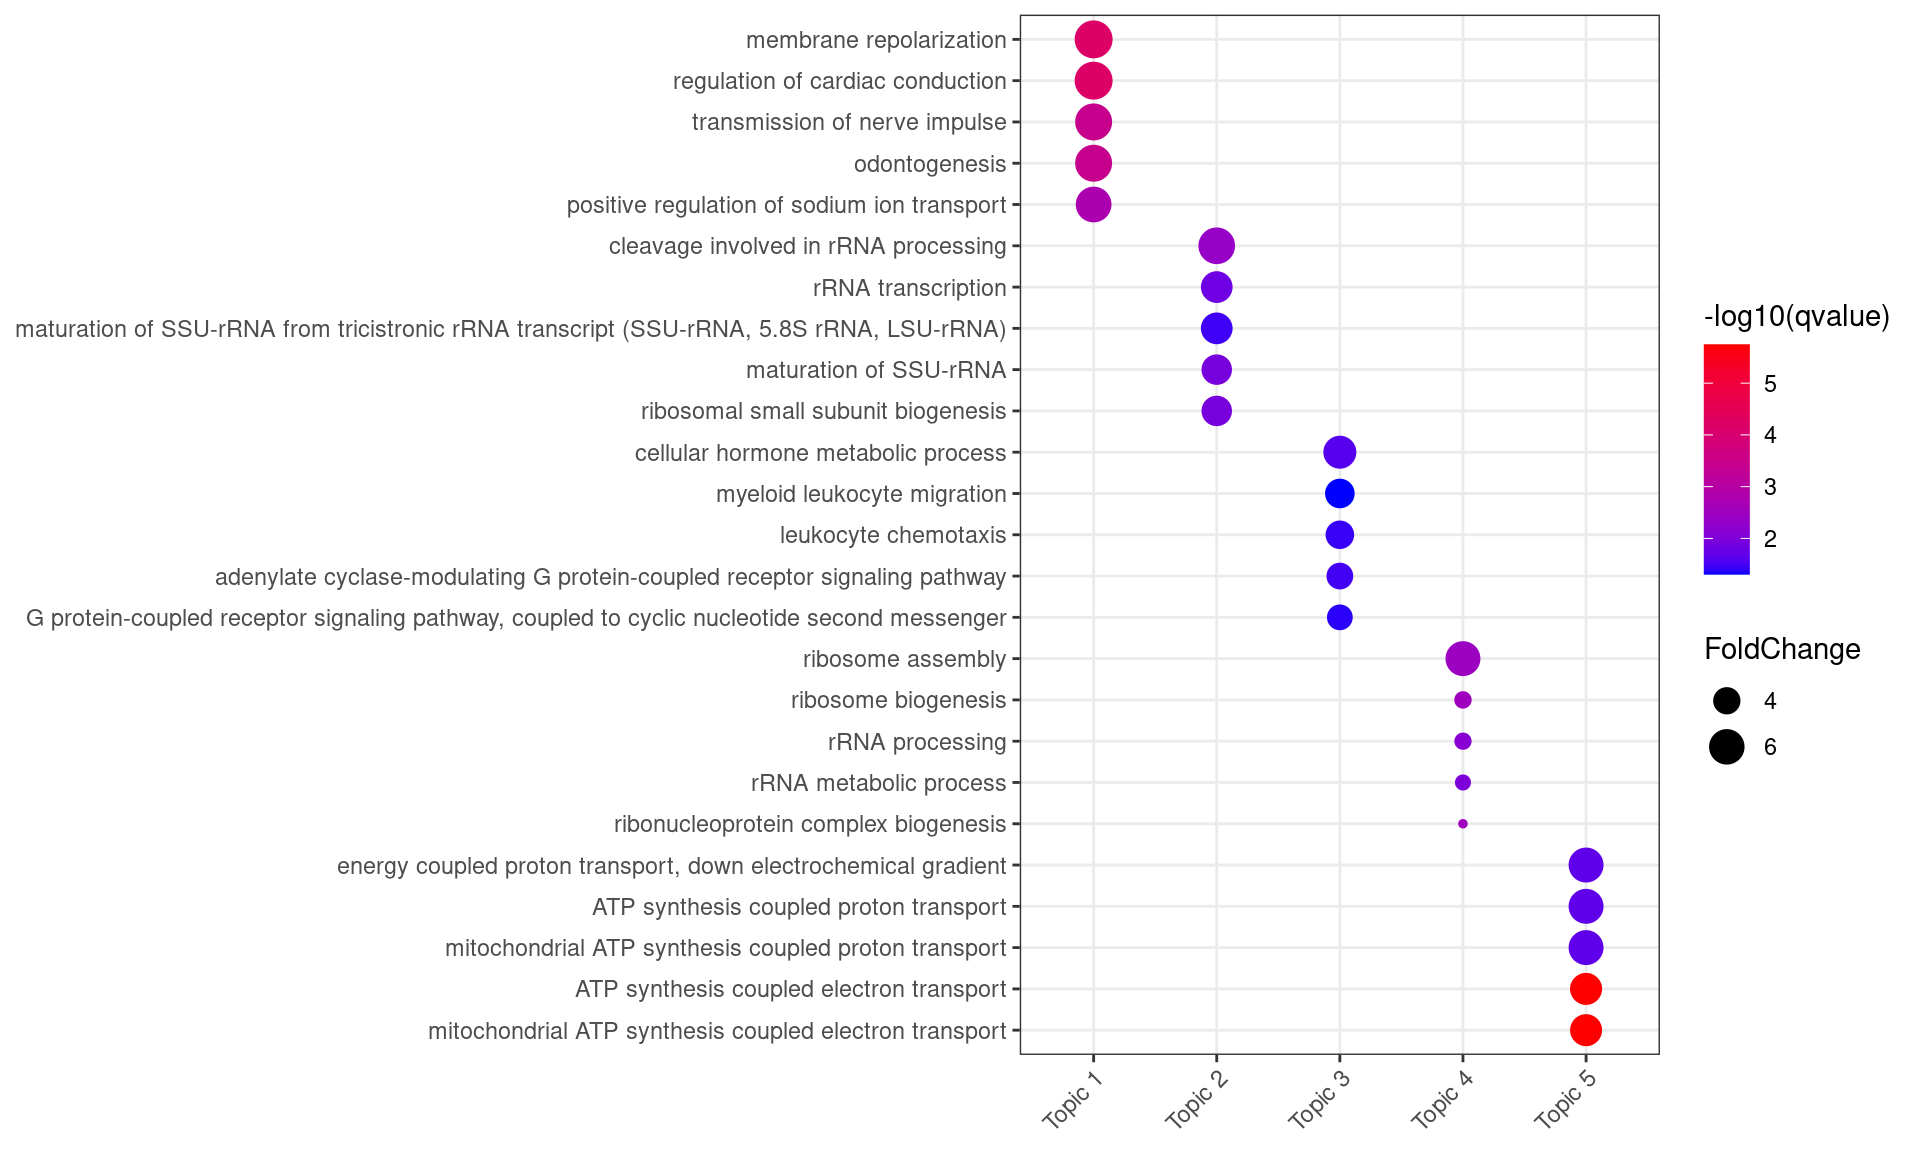 membrane repolarization
regulation of cardiac conduction
transmission of nerve impulse
odontogenesis
positive regulation of sodium ion transport
cleavage involved in rRNA processing
rRNA transcription
maturation of SSU-rRNA from tricistronic rRNA transcript (SSU-rRNA, 5.8S rRNA, LSU-rRNA)
maturation of SSU-rRNA
ribosomal small subunit biogenesis
cellular hormone metabolic process
myeloid leukocyte migration
leukocyte chemotaxis
adenylate cyclase-modulating G protein-coupled receptor signaling pathway
G protein-coupled receptor signaling pathway, coupled to cyclic nucleotide second messenger
ribosome assembly
ribosome biogenesis
rRNA processing
rRNA metabolic process
ribonucleoprotein complex biogenesis
energy coupled proton transport, down electrochemical gradient
ATP synthesis coupled proton transport
mitochondrial ATP synthesis coupled proton transport
ATP synthesis coupled electron transport
mitochondrial ATP synthesis coupled electron transport
Topic 1
Topic 2
Topic 3
Topic 4
Topic 5
-log10(qvalue)
5
4
3
2
FoldChange
4
6